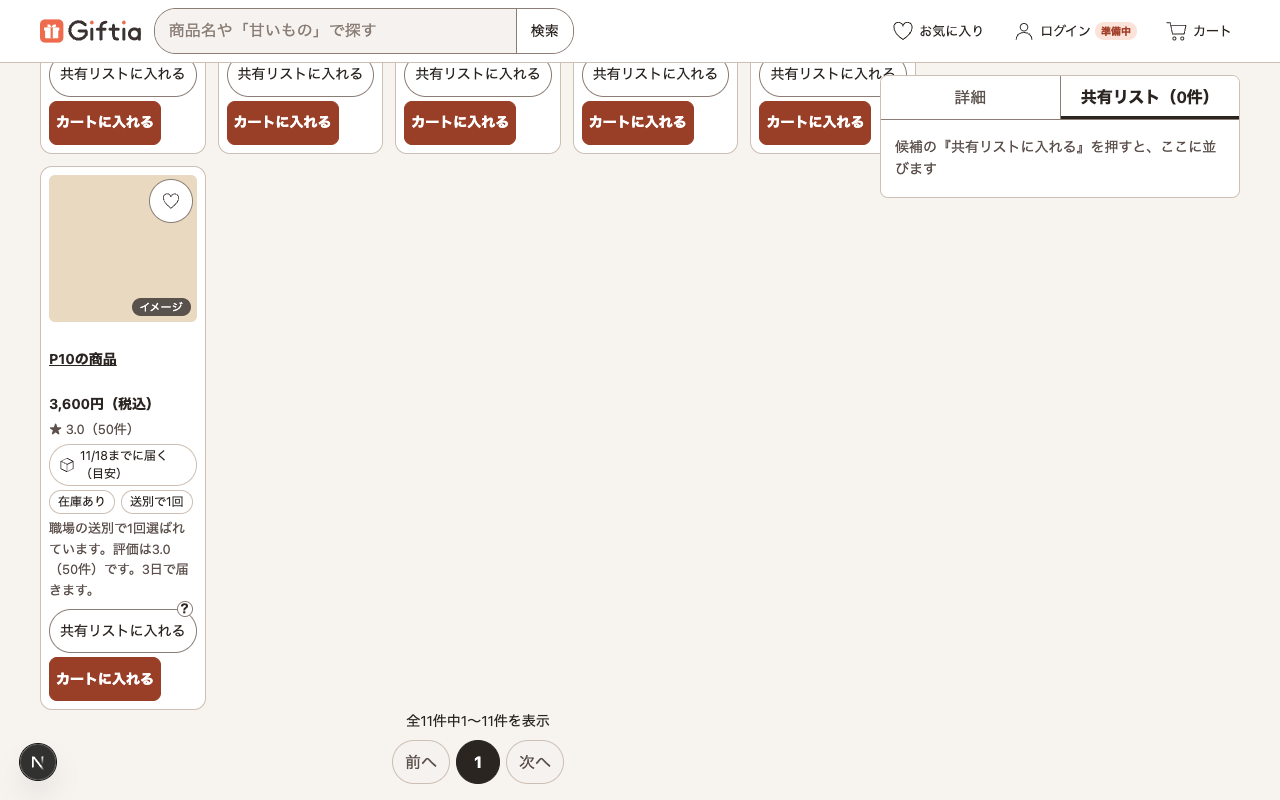 Giftia
商品名や「甘いもの」で探す
検索
お気に入り
ログイン
準備中
カート
共有リストに入れる
共有リストに入れる
共有リストに入れる
共有リストに入れる
共有リストに入れる
カートに入れる
カートに入れる
カートに入れる
カートに入れる
カートに入れる
詳細
共有リスト（0件）
候補の『共有リストに入れる』を押すと、ここに並
びます
イメージ
P10の商品
3,600円（税込）
★ 3.0（50件）
11/18までに届く
（目安）
在庫あり
送別で1回
職場の送別で1回選ばれ
ています。評価は3.0
（50件）です。3日で届
きます。
?
共有リストに入れる
カートに入れる
全11件中1〜11件を表示
前へ
1
次へ
N